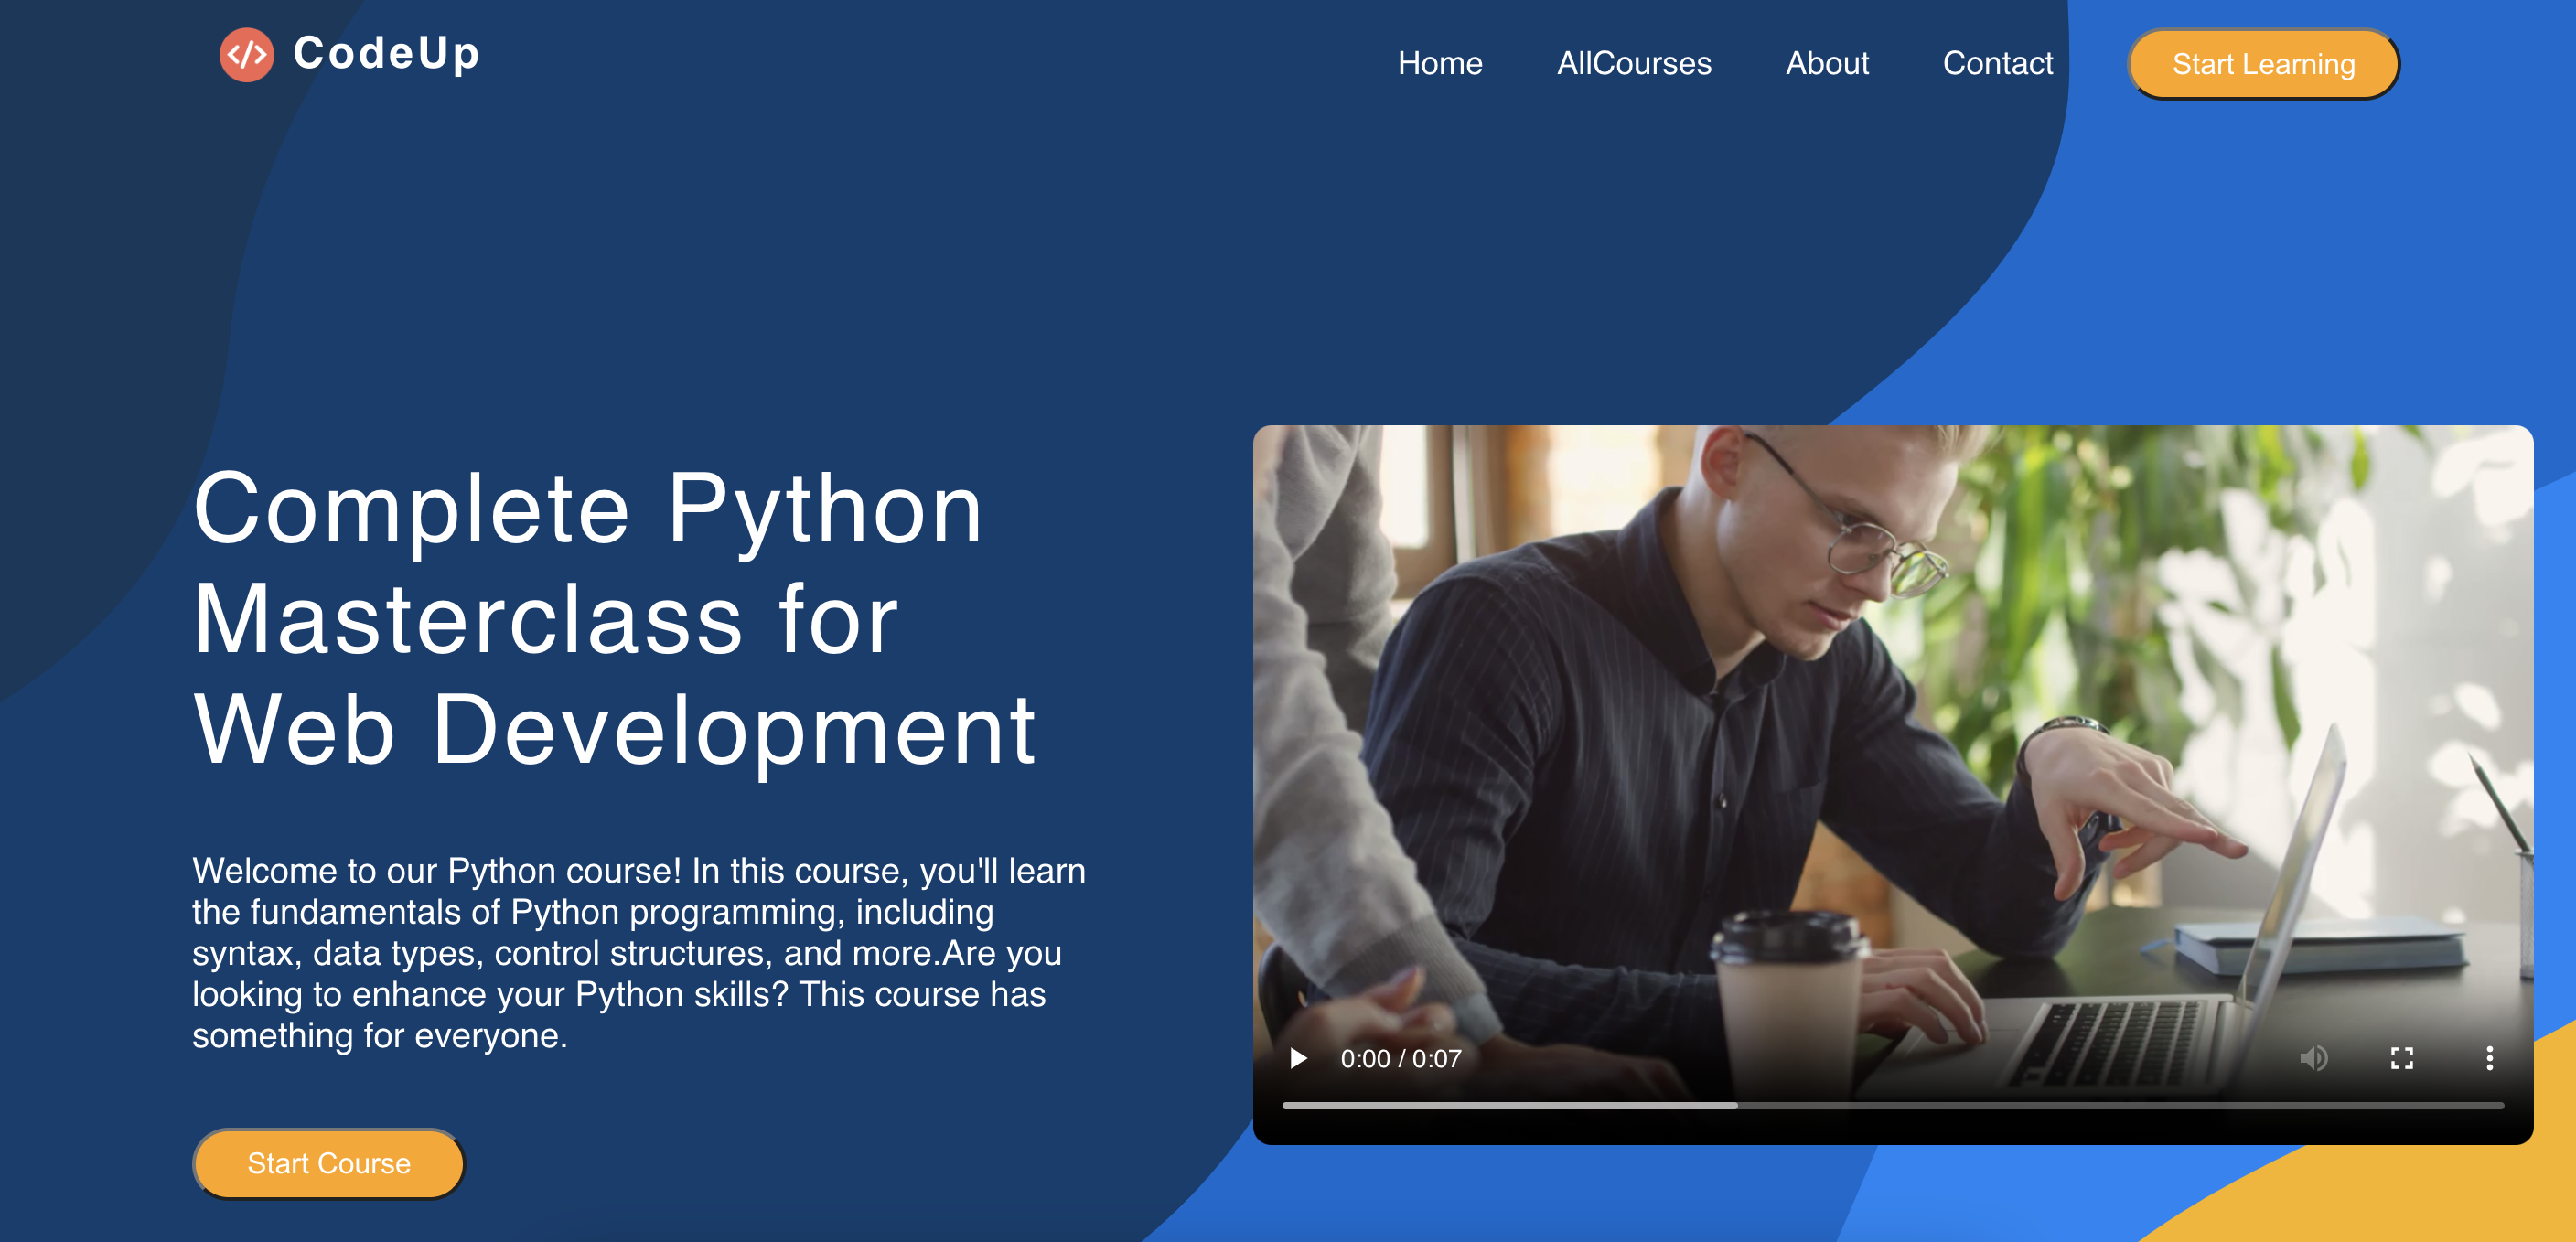 CodeUp
Home AllCourses About Contact Start Learning
Complete Python
Masterclass for
Web Development
Welcome to our Python course! In this course, you'll learn
the fundamentals of Python programming, including
syntax, data types, control structures, and more.Are you
looking to enhance your Python skills? This course has
something for everyone.
0:00 / 0:07
Start Course